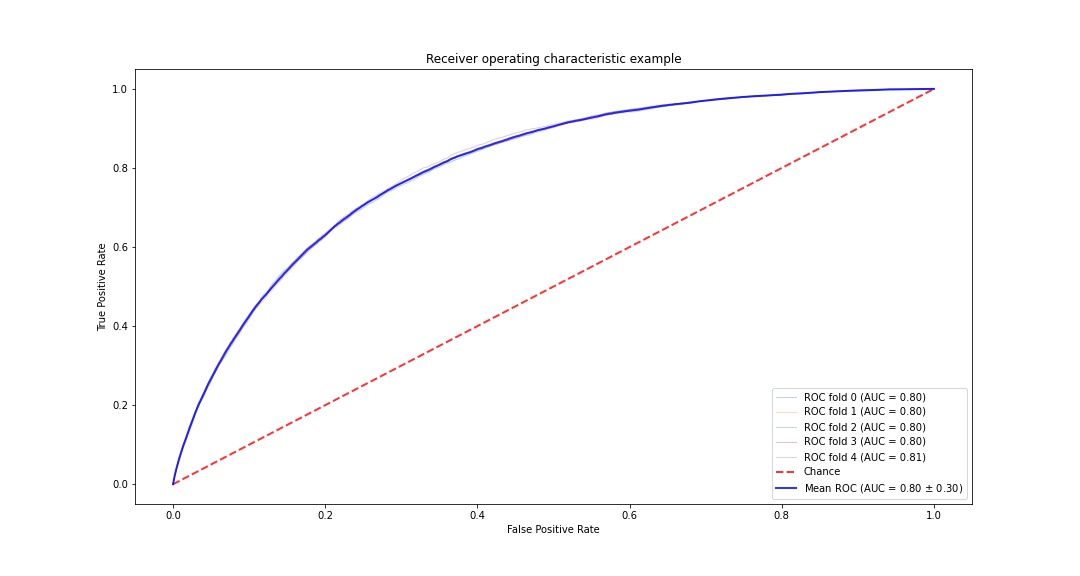 Receiver operating characteristic example
1.0
0.8
0.6
0.4
0.2
0.0
True Positive Rate
ROC fold 0 (AUC = 0.80)
ROC fold 1 (AUC = 0.80)
ROC fold 2 (AUC = 0.80)
ROC fold 3 (AUC = 0.80)
ROC fold 4 (AUC = 0.81)
Chance
Mean ROC (AUC = 0.80 ± 0.30)
0.0 0.2 0.4 0.6 0.8 1.0
False Positive Rate